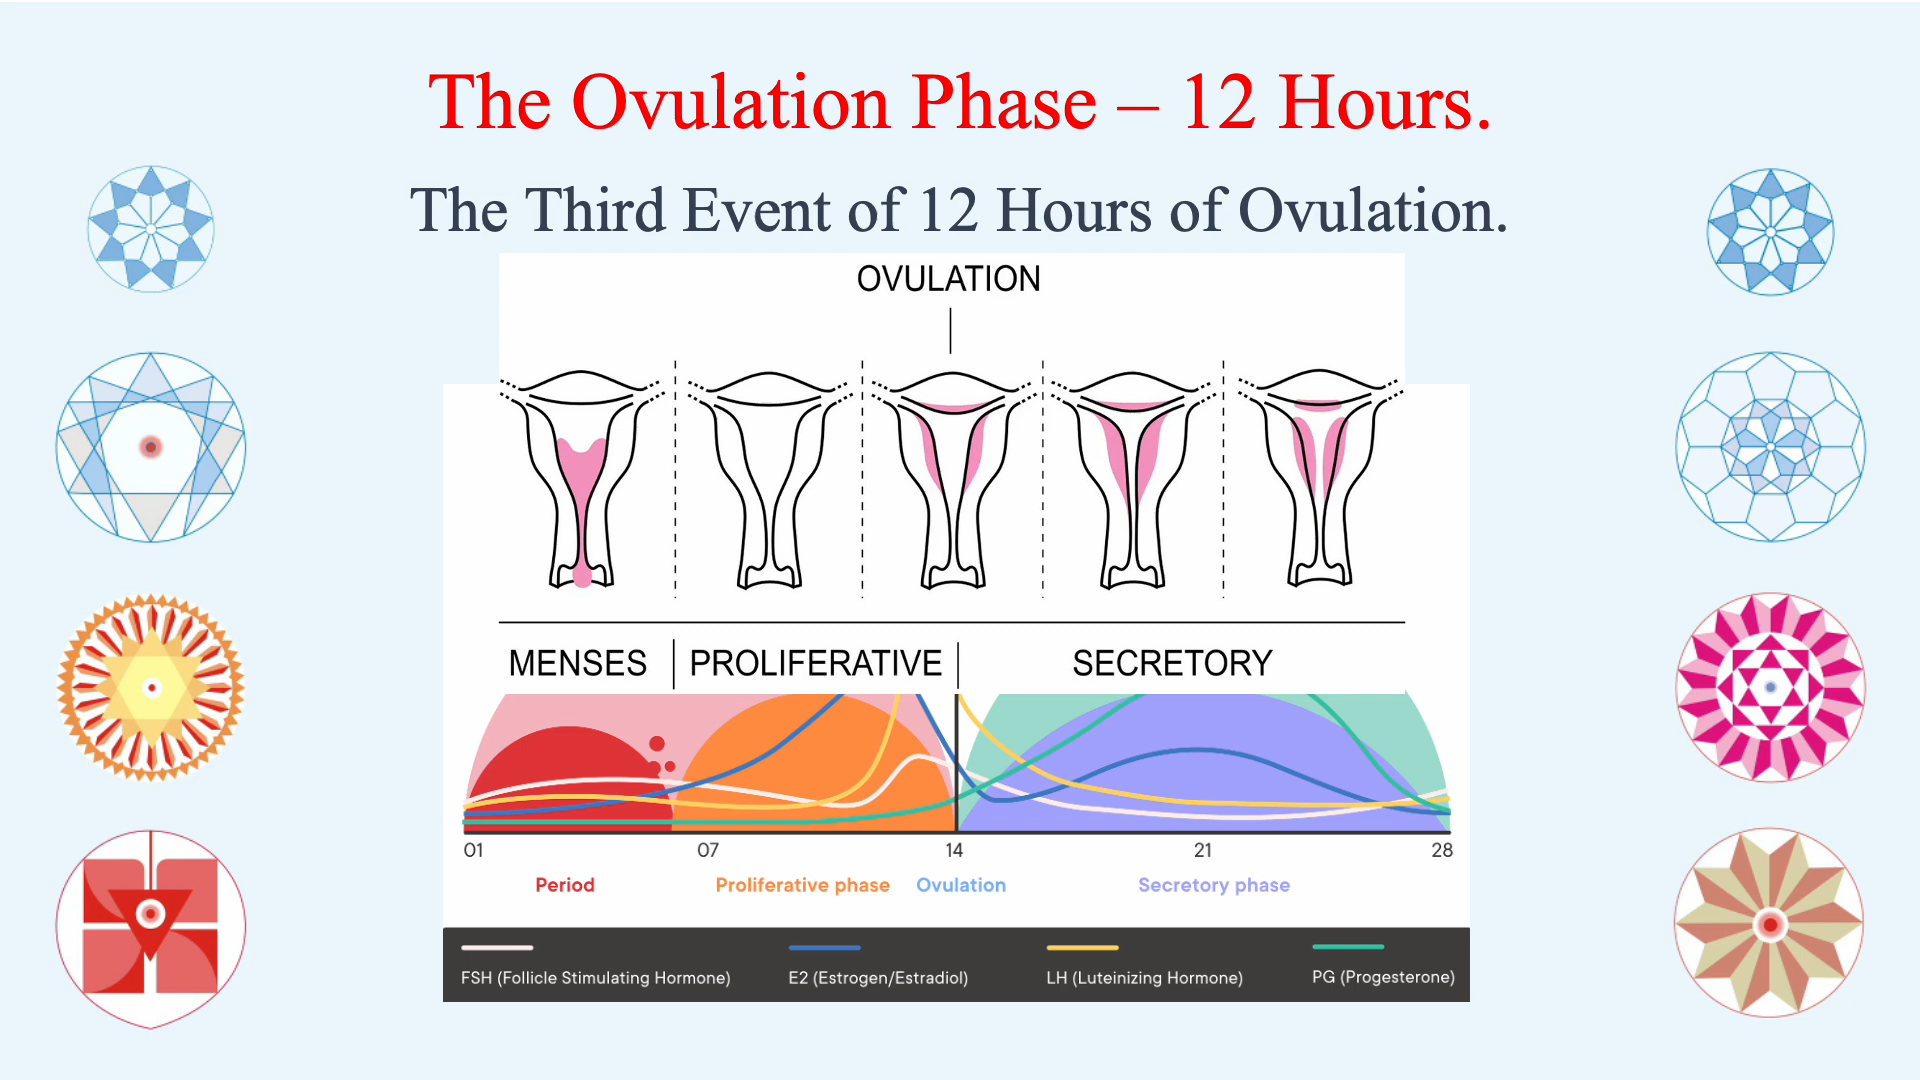 The Ovulation Phase – 12 Hours.
The Third Event of 12 Hours of Ovulation.
OVULATION
MENSES PROLIFERATIVE SECRETORY
01 07 14 21 28
Period Proliferative phase Ovulation Secretory phase
FSH (Follicle Stimulating Hormone) E2 (Estrogen/Estradiol) LH (Luteinizing Hormone) PG (Progesterone)